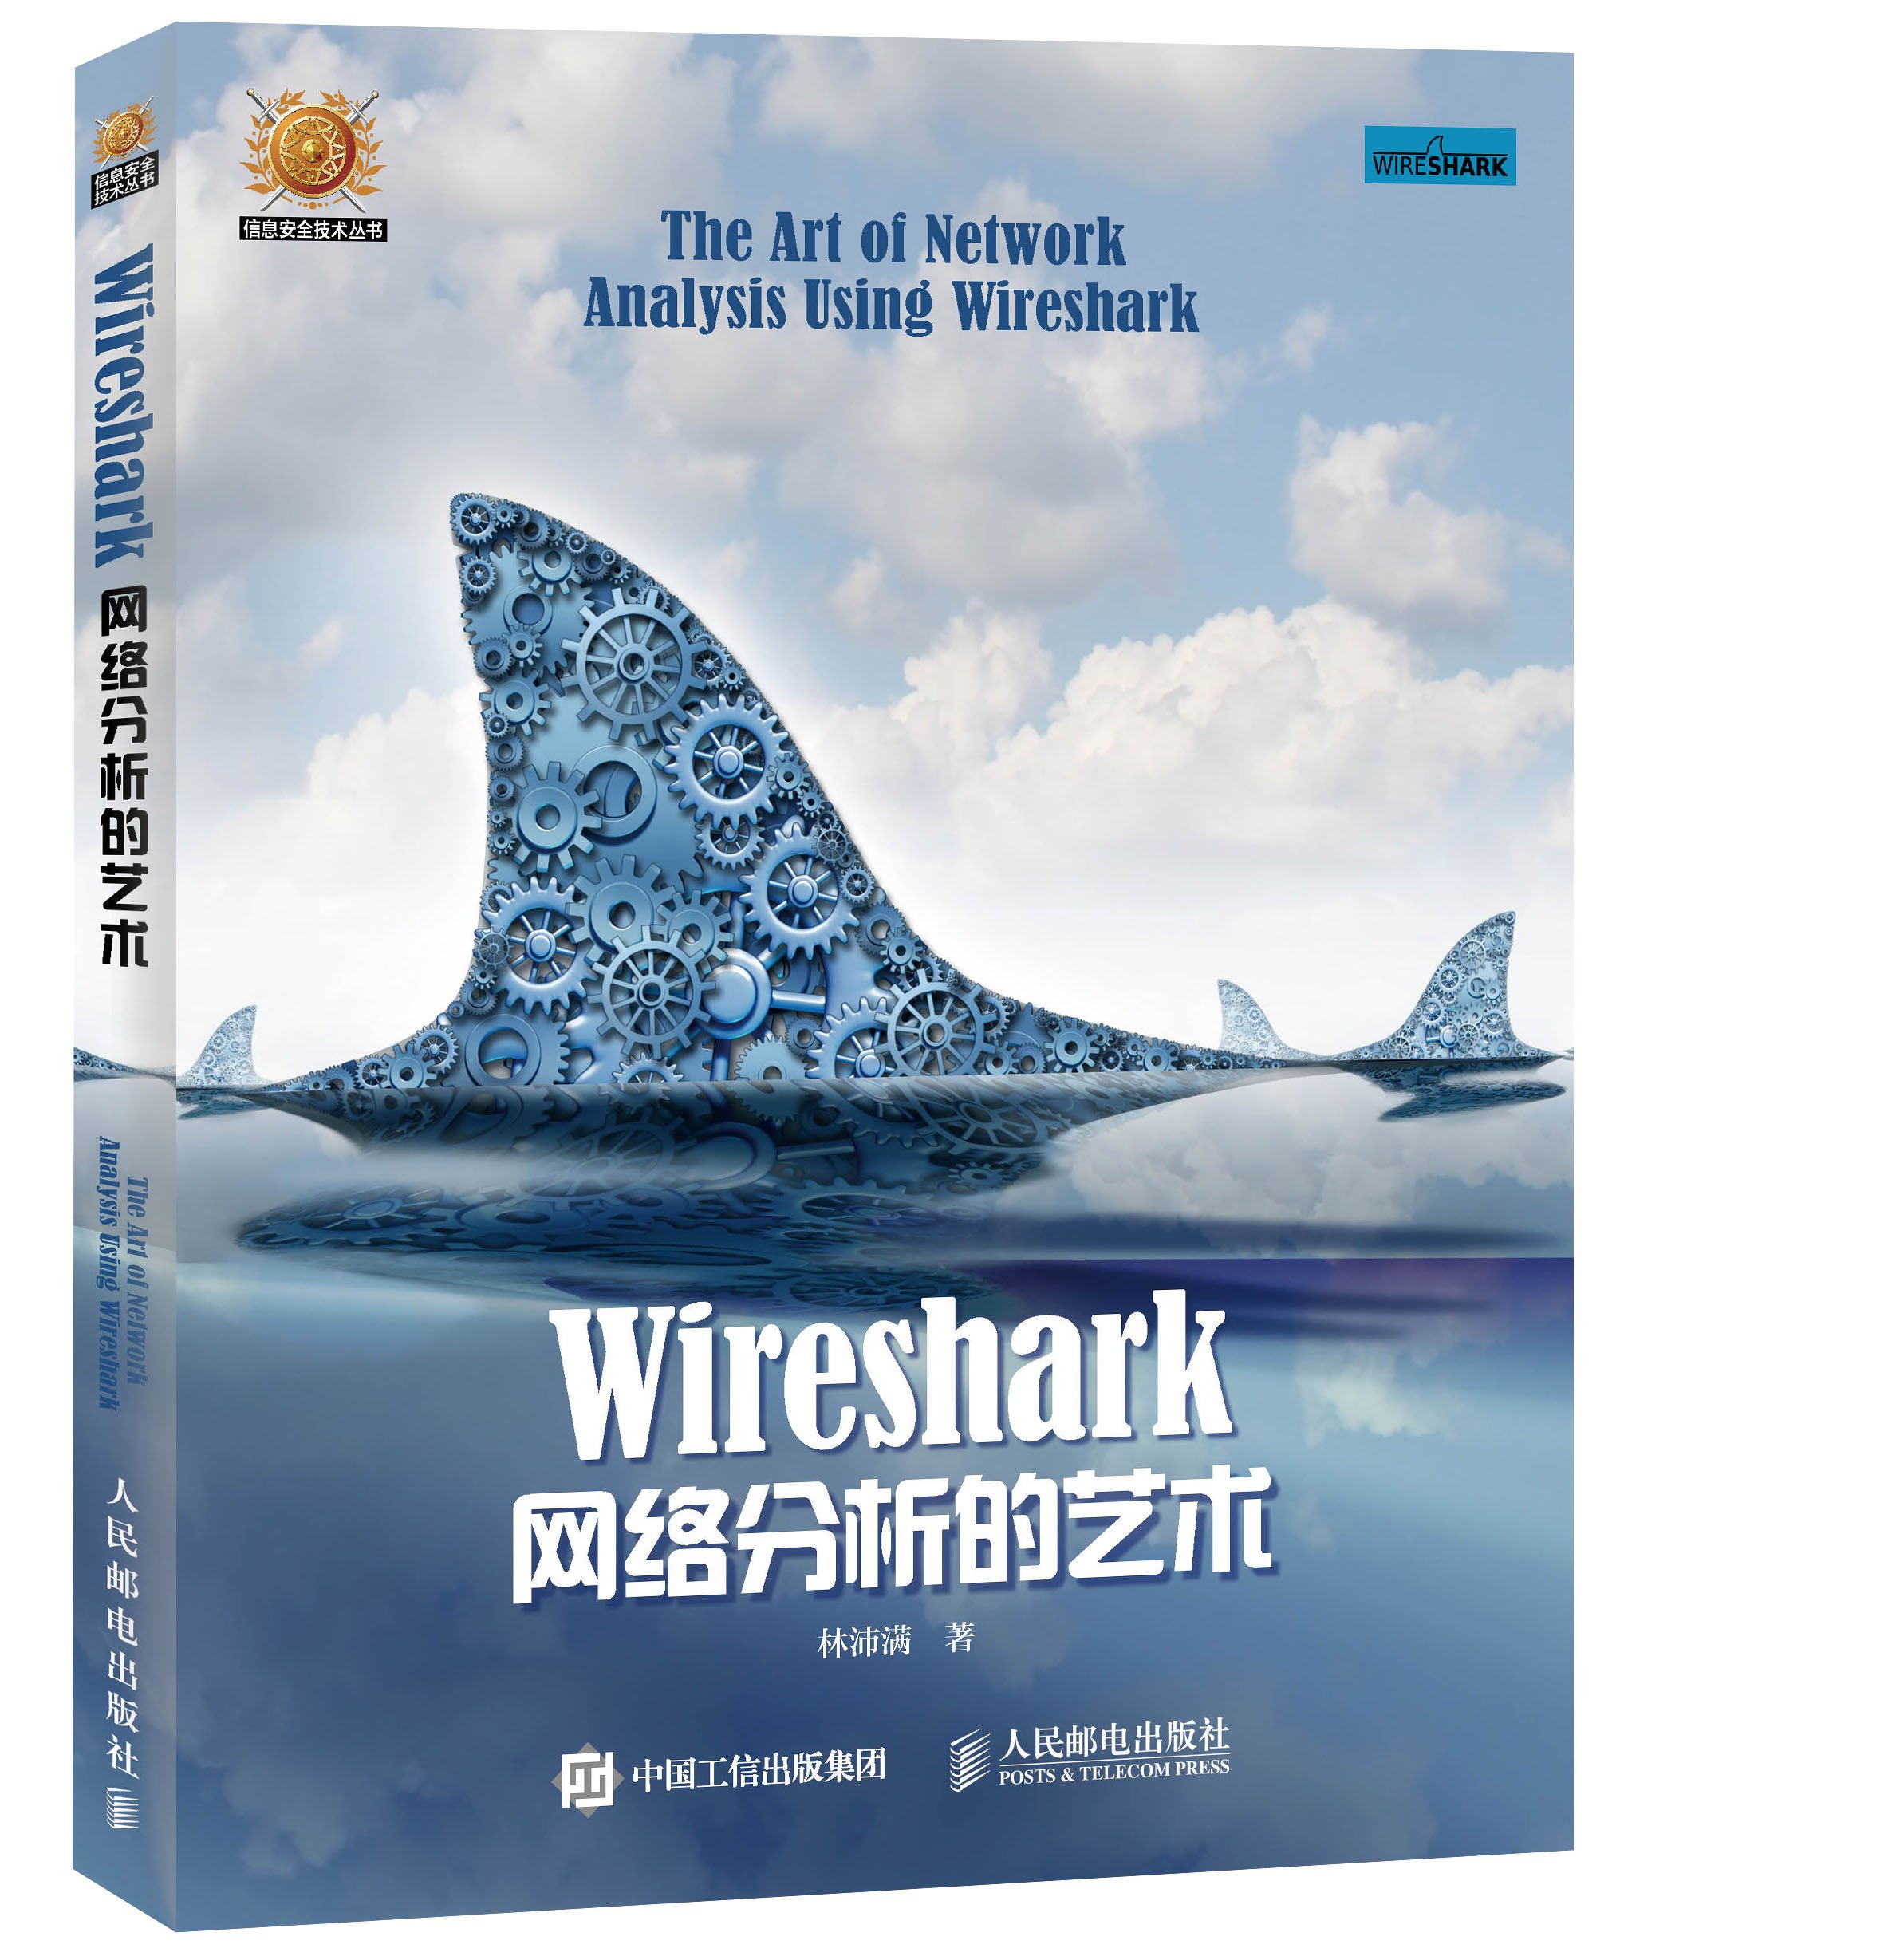 信息安全
技术丛书
Wireshark 网络分析的艺术
The Art of Network
Analysis Using Wireshark
人民邮电出版社
信息安全技术丛书
WIRESHARK
The Art of Network
Analysis Using Wireshark
Wireshark
网络分析的艺术
林沛满 著
中国工信出版集团
人民邮电出版社
POSTS & TELECOM PRESS